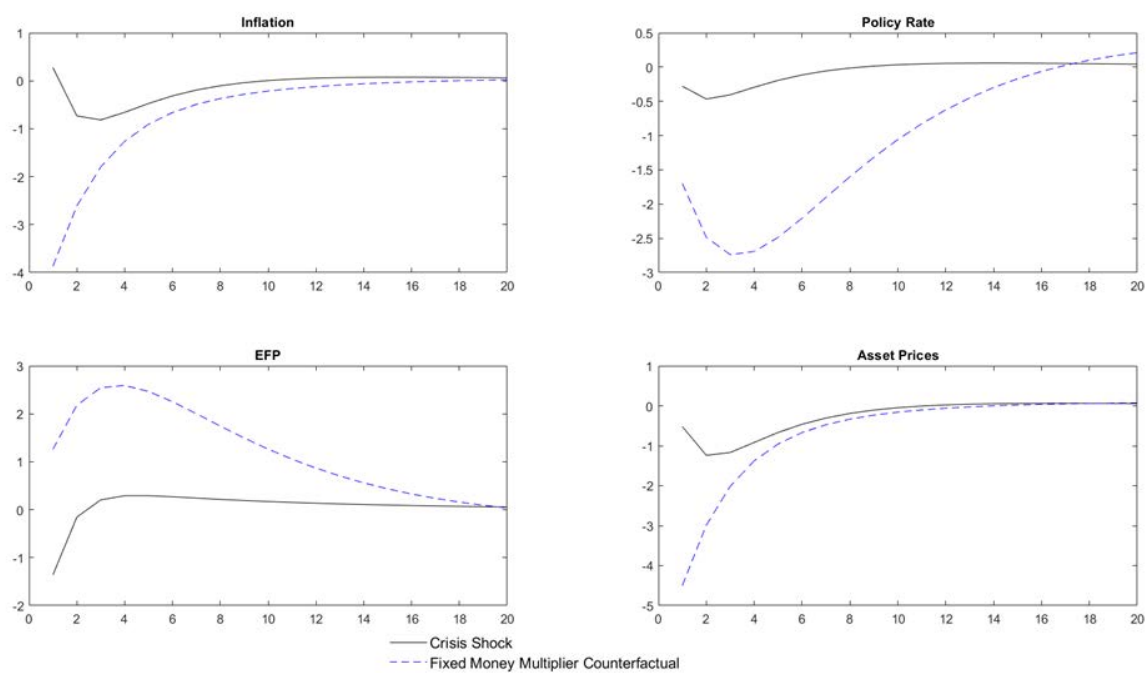 Inflation
1
0
-1
-2
-3
-4
0 2 4 6 8 10 12 14 16 18 20
Policy Rate
0.5
0
-0.5
-1
-1.5
-2
-2.5
-3
0 2 4 6 8 10 12 14 16 18 20
EFP
3
2
1
0
-1
-2
0 2 4 6 8 10 12 14 16 18 20
Asset Prices
1
0
-1
-2
-3
-4
-5
0 2 4 6 8 10 12 14 16 18 20
Crisis Shock
Fixed Money Multiplier Counterfactual